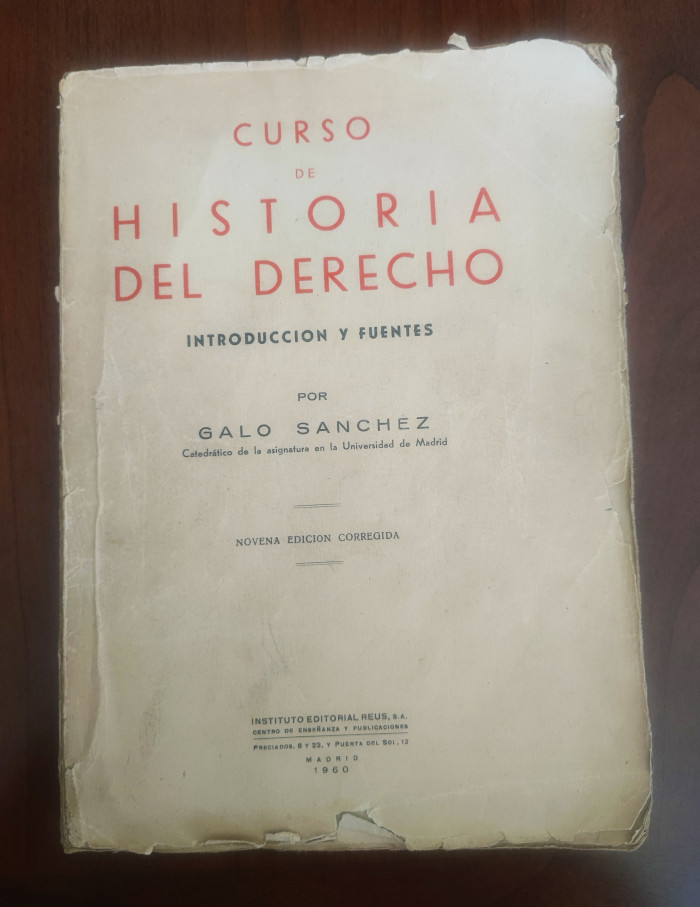 CURSO
DE
HISTORIA
DEL DERECHO
INTRODUCCION Y FUENTES
POR
GALO SANCHEZ
Catedrático de la asignatura en la Universidad de Madrid
NOVENA EDICION CORREGIDA
INSTITUTO EDITORIAL REUS, S.A.
CENTRO DE ENSEÑANZA Y PUBLICACIONES
PRECIADOS, 6 Y 23, Y PUERTA DEL SOL, 12
MADRID
1960